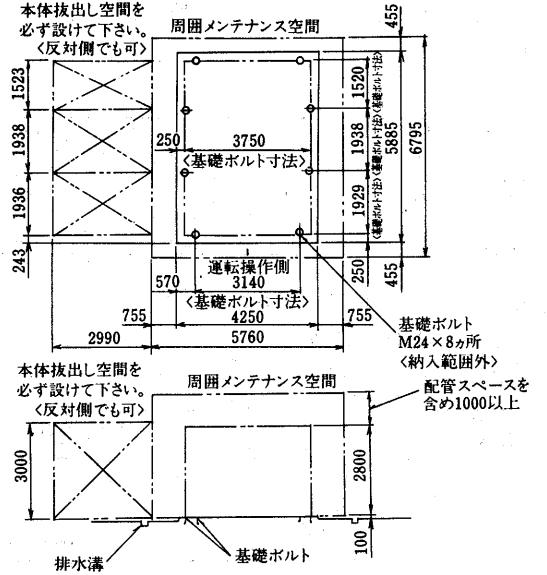 本体抜出し空間を
必ず設けて下さい。
〈反対側でも可〉
周囲メンテナンス空間
455
1523
1938
1936
243
250
3750
〈基礎ボルト寸法〉
1520
〈基礎ボルト寸法〉
1938
〈基礎ボルト寸法〉
1929
〈基礎ボルト寸法〉
5885
6795
250
455
運転操作側
570
3140
〈基礎ボルト寸法〉
755
4250
755
2990
5760
基礎ボルト
M24×8ヵ所
〈納入範囲外〉
本体抜出し空間を
必ず設けて下さい。
〈反対側でも可〉
周囲メンテナンス空間
配管スペースを
含め1000以上
3000
2800
100
排水溝
基礎ボルト